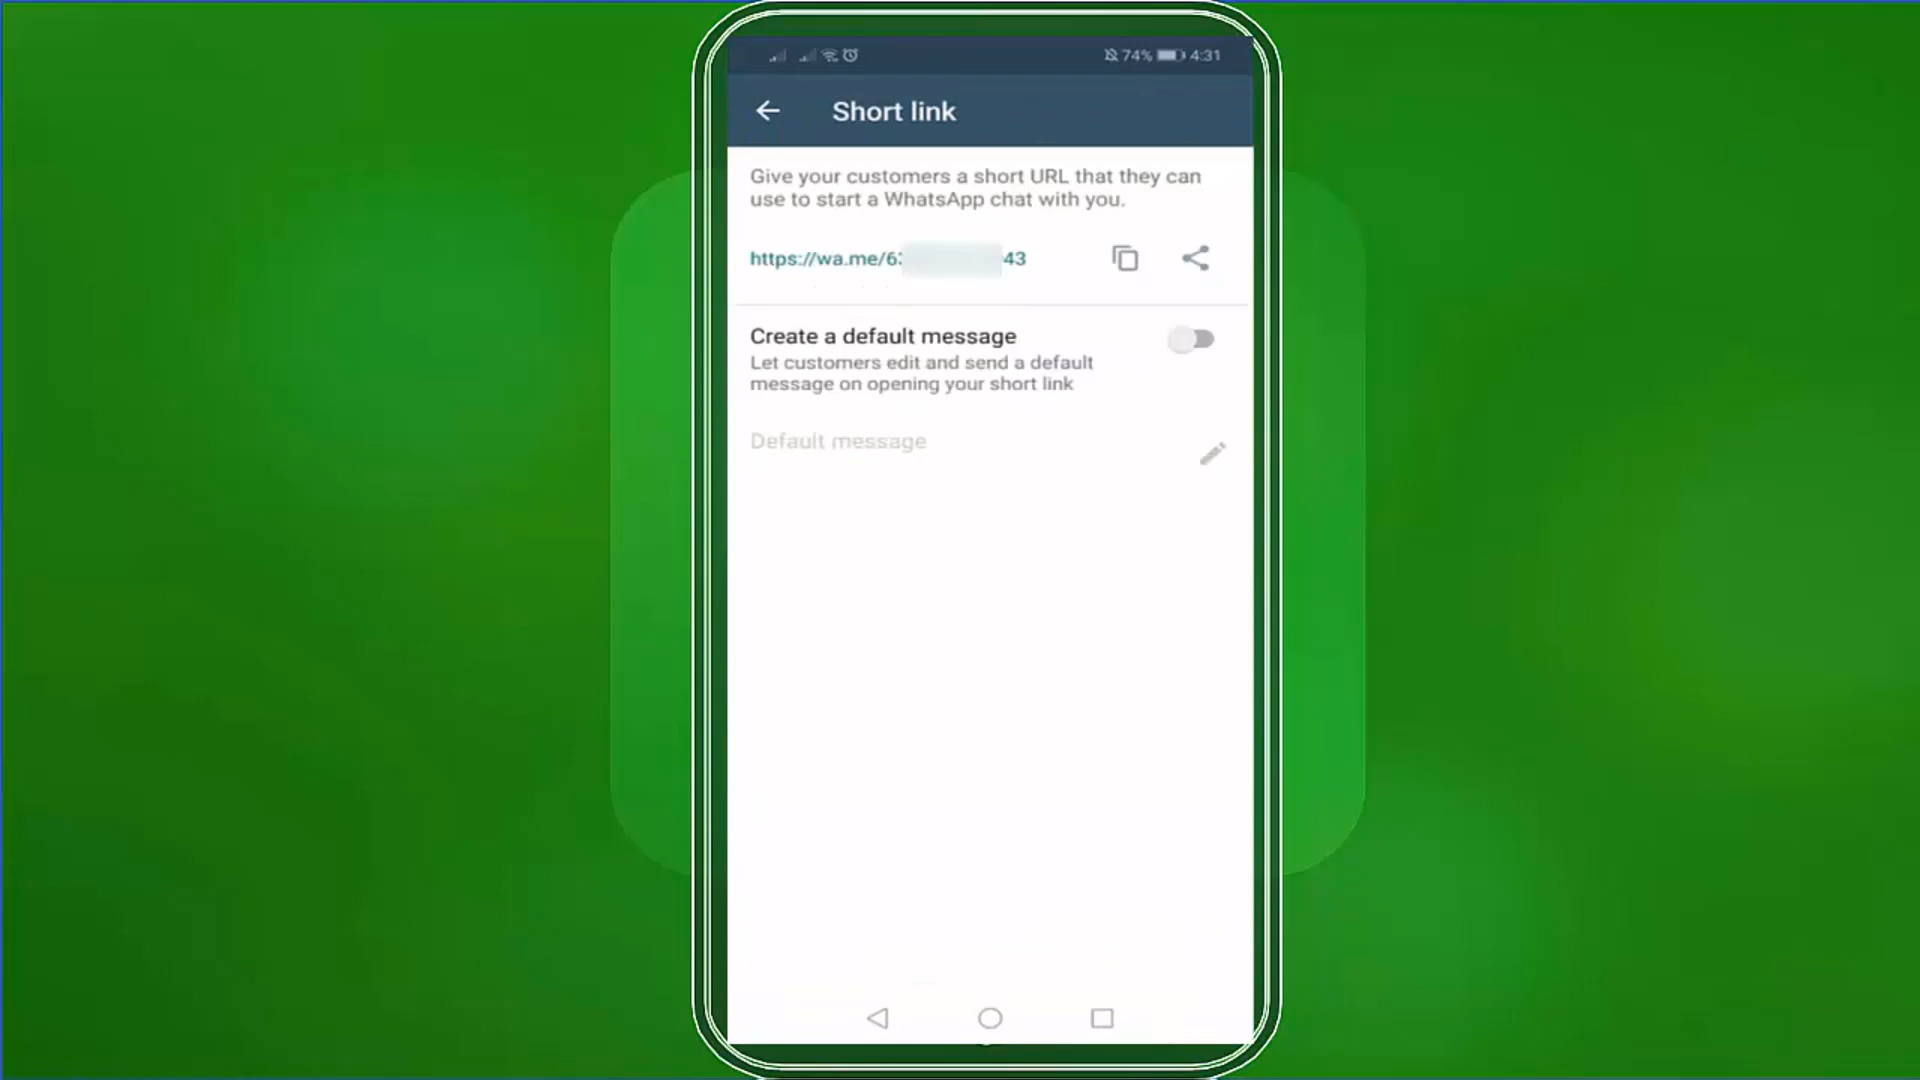 74% 4:31
Short link
Give your customers a short URL that they can
use to start a WhatsApp chat with you.
https://wa.me/63 43
Create a default message
Let customers edit and send a default
message on opening your short link
Default message